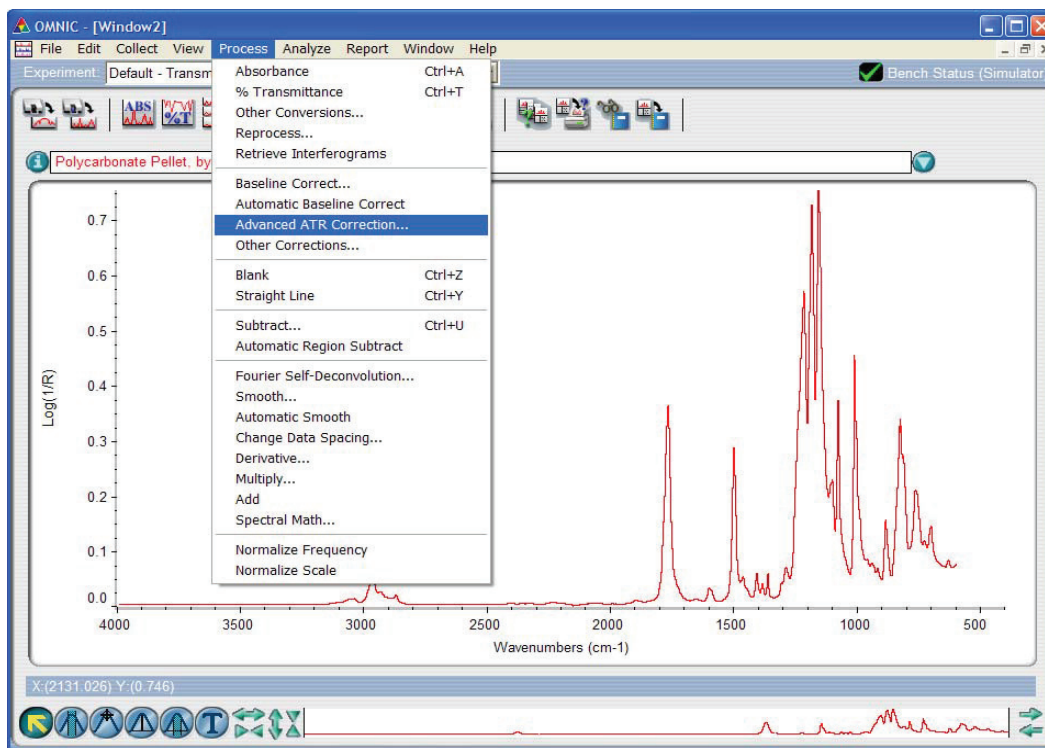 OMNIC - [Window2]
File Edit Collect View Process Analyze Report Window Help
Experiment: Default - Transm
Bench Status (Simulator
Absorbance Ctrl+A
% Transmittance Ctrl+T
Other Conversions...
Reprocess...
Retrieve Interferograms
Baseline Correct...
Automatic Baseline Correct
Advanced ATR Correction...
Other Corrections...
Blank Ctrl+Z
Straight Line Ctrl+Y
Subtract... Ctrl+U
Automatic Region Subtract
Fourier Self-Deconvolution...
Smooth...
Automatic Smooth
Change Data Spacing...
Derivative...
Multiply...
Add
Spectral Math...
Normalize Frequency
Normalize Scale
ABS
%T
Polycarbonate Pellet, by
0.7
0.6
0.5
0.4
0.3
0.2
0.1
0.0
Log(1/R)
4000 3500 3000 2500 2000 1500 1000 500
Wavenumbers (cm-1)
X:(2131.026) Y:(0.746)
T